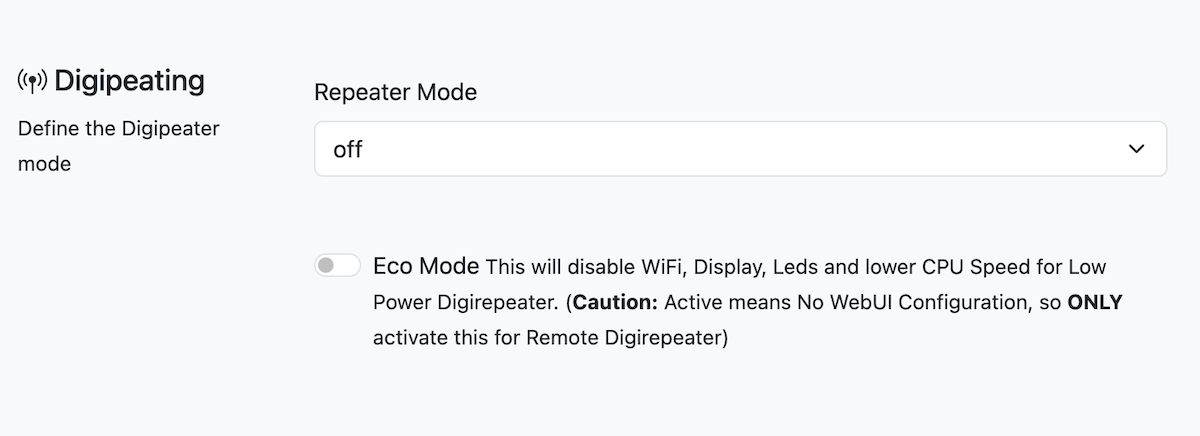 Digipeating
Define the Digipeater
mode
Repeater Mode
off
Eco Mode This will disable WiFi, Display, Leds and lower CPU Speed for Low
Power Digirepeater. (Caution: Active means No WebUI Configuration, so ONLY
activate this for Remote Digirepeater)